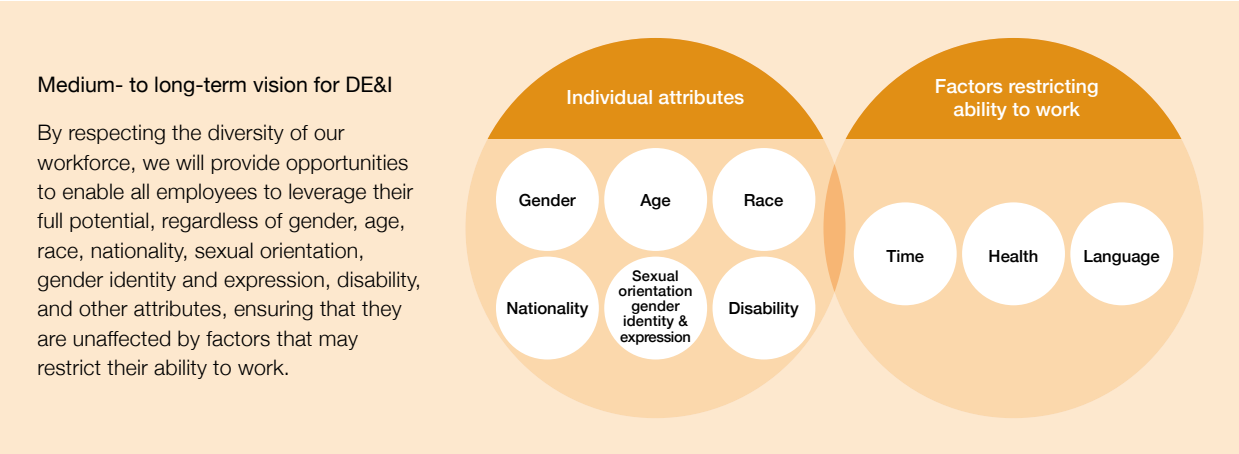 Medium- to long-term vision for DE&I
By respecting the diversity of our
workforce, we will provide opportunities
to enable all employees to leverage their
full potential, regardless of gender, age,
race, nationality, sexual orientation,
gender identity and expression, disability,
and other attributes, ensuring that they
are unaffected by factors that may
restrict their ability to work.
Individual attributes
Gender
Age
Race
Nationality
Sexual
orientation
gender
identity &
expression
Disability
Factors restricting
ability to work
Time
Health
Language